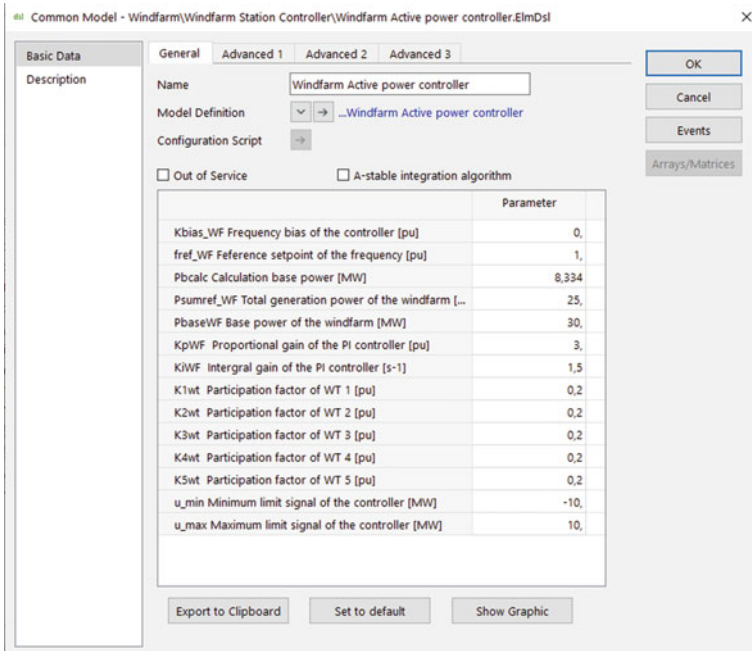 dsl Common Model - Windfarm\Windfarm Station Controller\Windfarm Active power controller.ElmDsl
Basic Data
Description
General Advanced 1 Advanced 2 Advanced 3
Name Windfarm Active power controller
Model Definition ...Windfarm Active power controller
Configuration Script
Out of Service A-stable integration algorithm
Parameter
Kbias_WF Frequency bias of the controller [pu] 0,
fref_WF Feference setpoint of the frequency [pu] 1,
Pbcalc Calculation base power [MW] 8,334
Psumref_WF Total generation power of the windfarm [... 25,
PbaseWF Base power of the windfarm [MW] 30,
KpWF Proportional gain of the PI controller [pu] 3,
KiWF Intergral gain of the PI controller [s-1] 1,5
K1wt Participation factor of WT 1 [pu] 0,2
K2wt Participation factor of WT 2 [pu] 0,2
K3wt Participation factor of WT 3 [pu] 0,2
K4wt Participation factor of WT 4 [pu] 0,2
K5wt Participation factor of WT 5 [pu] 0,2
u_min Minimum limit signal of the controller [MW] -10,
u_max Maximum limit signal of the controller [MW] 10,
Export to Clipboard Set to default Show Graphic
OK
Cancel
Events
Arrays/Matrices